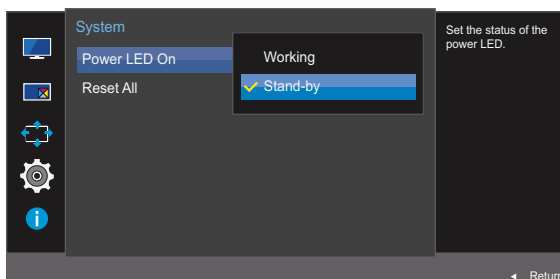 System
Power LED On
Reset All
Working
Stand-by
Set the status of the
power LED.
Return